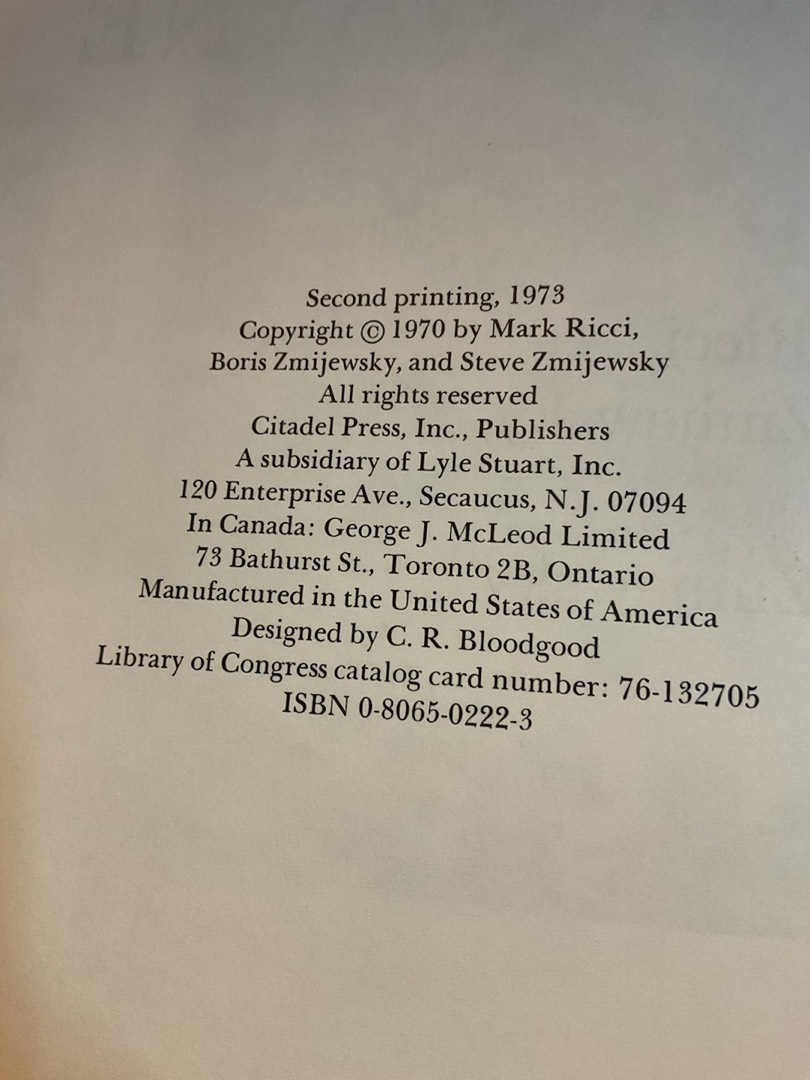 Second printing, 1973
Copyright © 1970 by Mark Ricci,
Boris Zmijewsky, and Steve Zmijewsky
All rights reserved
Citadel Press, Inc., Publishers
A subsidiary of Lyle Stuart, Inc.
120 Enterprise Ave., Secaucus, N.J. 07094
In Canada: George J. McLeod Limited
73 Bathurst St., Toronto 2B, Ontario
Manufactured in the United States of America
Designed by C. R. Bloodgood
Library of Congress catalog card number: 76-132705
ISBN 0-8065-0222-3